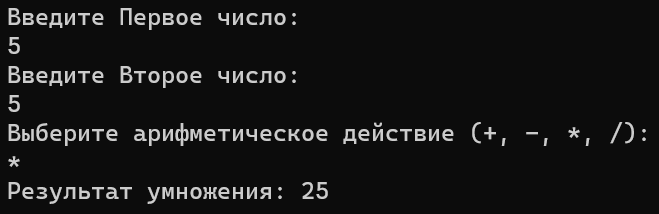 Введите Первое число:
5
Введите Второе число:
5
Выберите арифметическое действие (+, -, *, /):
*
Результат умножения: 25